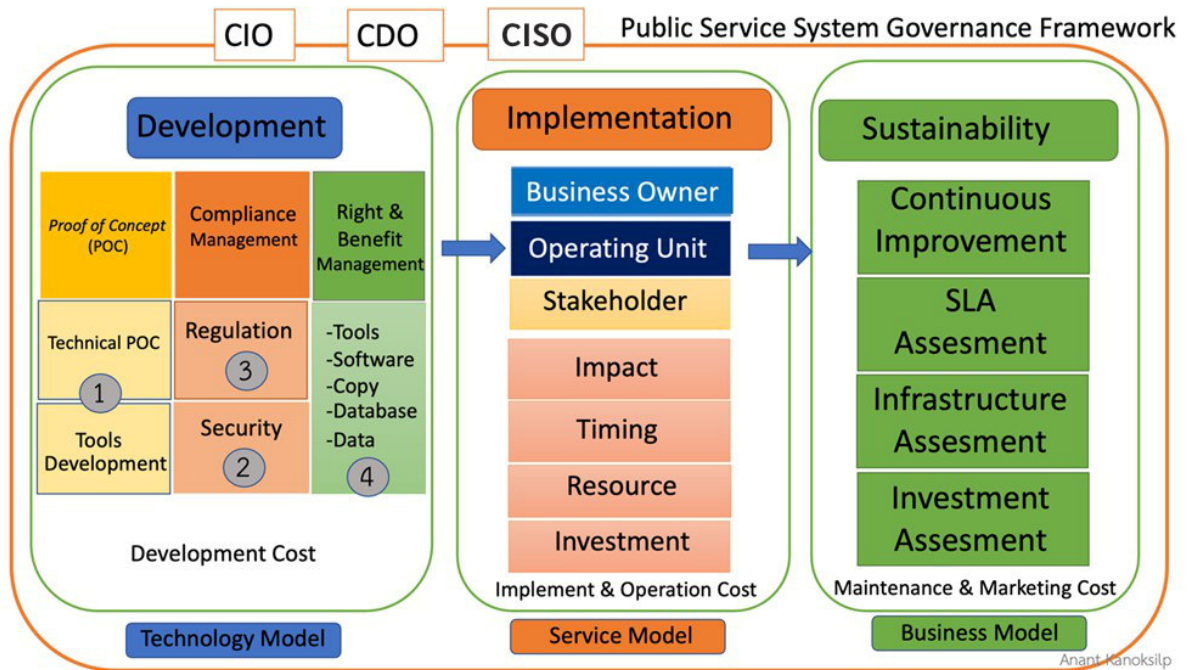 CIO
CDO
CISO
Public Service System Governance Framework
Development
Proof of Concept
(POC)
Compliance
Management
Right &
Benefit
Management
Technical POC
1
Tools
Development
Regulation
3
Security
2
-Tools
-Software
-Copy
-Database
-Data
4
Development Cost
Technology Model
Implementation
Business Owner
Operating Unit
Stakeholder
Impact
Timing
Resource
Investment
Implement & Operation Cost
Service Model
Sustainability
Continuous
Improvement
SLA
Assesment
Infrastructure
Assesment
Investment
Assesment
Maintenance & Marketing Cost
Business Model
Anant Kanoksilp